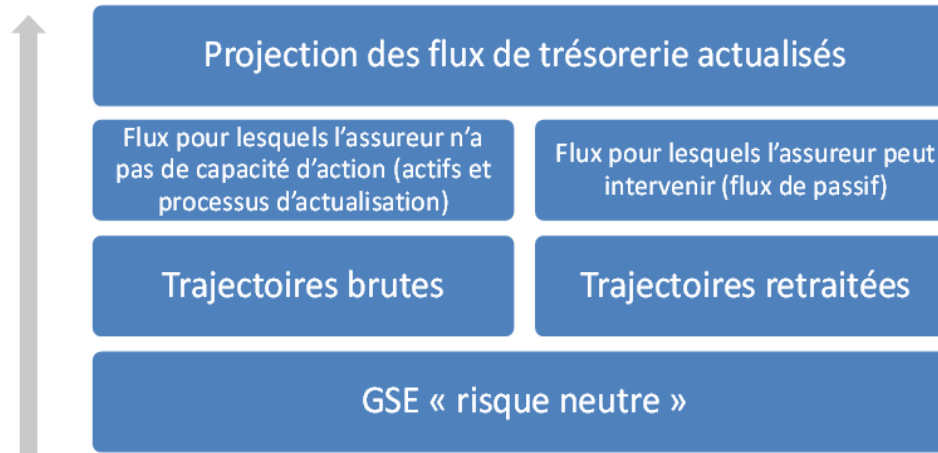 Projection des flux de trésorerie actualisés
Flux pour lesquels l'assureur n'a
pas de capacité d'action (actifs et
processus d'actualisation)
Flux pour lesquels l'assureur peut
intervenir (flux de passif)
Trajectoires brutes
Trajectoires retraitées
GSE « risque neutre »